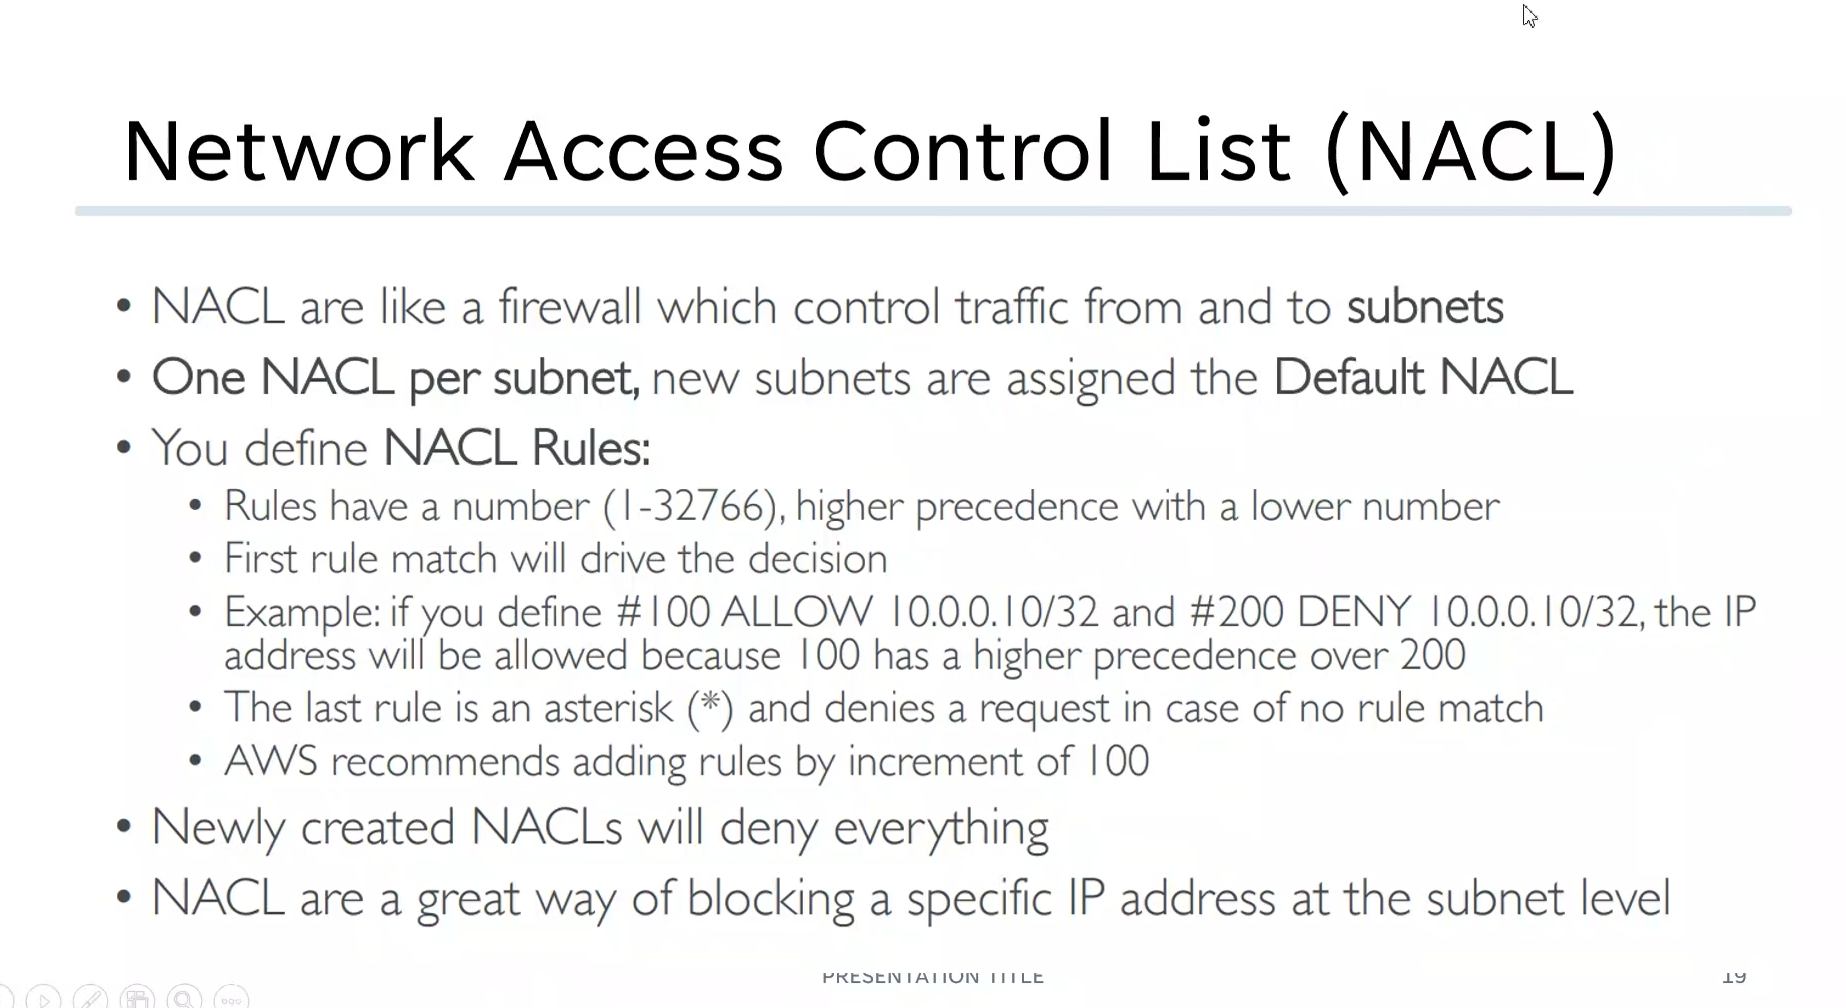 Network Access Control List (NACL)
• NACL are like a firewall which control traffic from and to subnets
• One NACL per subnet, new subnets are assigned the Default NACL
• You define NACL Rules:
• Rules have a number (1-32766), higher precedence with a lower number
• First rule match will drive the decision
• Example: if you define #100 ALLOW 10.0.0.10/32 and #200 DENY 10.0.0.10/32, the IP
address will be allowed because 100 has a higher precedence over 200
• The last rule is an asterisk (*) and denies a request in case of no rule match
• AWS recommends adding rules by increment of 100
• Newly created NACLs will deny everything
• NACL are a great way of blocking a specific IP address at the subnet level
PRESENTATION TITLE
19